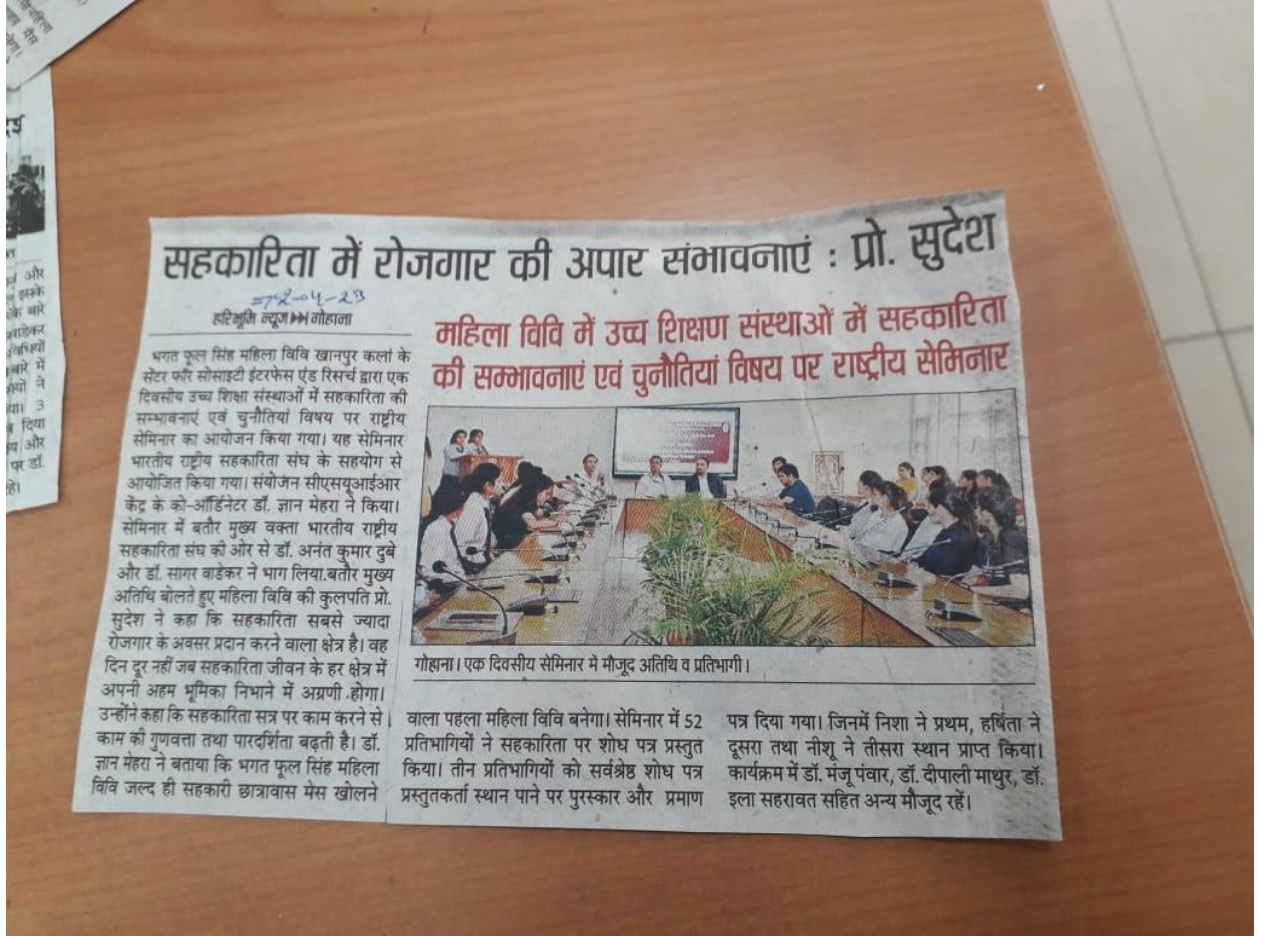 सहकारिता में रोजगार की अपार संभावनाएं : प्रो. सुदेश
हरिभूमि न्यूज ▶▶| गोहाना
महिला विवि में उच्च शिक्षण संस्थाओं में सहकारिता
की सम्भावनाएं एवं चुनौतियां विषय पर राष्ट्रीय सेमिनार
भगत फूल सिंह महिला विवि खानपुर कलां के
सेंटर फॉर सोसाइटी इंटरफेस एंड रिसर्च द्वारा एक
दिवसीय उच्च शिक्षा संस्थाओं में सहकारिता की
सम्भावनाएं एवं चुनौतियां विषय पर राष्ट्रीय
सेमिनार का आयोजन किया गया। यह सेमिनार
भारतीय राष्ट्रीय सहकारिता संघ के सहयोग से
आयोजित किया गया। संयोजन सीएसयूआईआर
केंद्र के को-ऑर्डिनेटर डॉ. ज्ञान मेहरा ने किया।
सेमिनार में बतौर मुख्य वक्ता भारतीय राष्ट्रीय
सहकारिता संघ की ओर से डॉ. अनंत कुमार दुबे
और डॉ. सागर वाडेकर ने भाग लिया.बतौर मुख्य
अतिथि बोलते हुए महिला विवि की कुलपति प्रो.
सुदेश ने कहा कि सहकारिता सबसे ज्यादा
रोजगार के अवसर प्रदान करने वाला क्षेत्र है। वह
दिन दूर नहीं जब सहकारिता जीवन के हर क्षेत्र में
अपनी अहम भूमिका निभाने में अग्रणी होगा।
उन्होंने कहा कि सहकारिता सत्र पर काम करने से
काम की गुणवत्ता तथा पारदर्शिता बढ़ती है। डॉ.
ज्ञान मेहरा ने बताया कि भगत फूल सिंह महिला
विवि जल्द ही सहकारी छात्रावास मेस खोलने
गोहाना। एक दिवसीय सेमिनार में मौजूद अतिथि व प्रतिभागी।
वाला पहला महिला विवि बनेगा। सेमिनार में 52
प्रतिभागियों ने सहकारिता पर शोध पत्र प्रस्तुत
किया। तीन प्रतिभागियों को सर्वश्रेष्ठ शोध पत्र
प्रस्तुतकर्ता स्थान पाने पर पुरस्कार और प्रमाण
पत्र दिया गया। जिनमें निशा ने प्रथम, हर्षिता ने
दूसरा तथा नीशू ने तीसरा स्थान प्राप्त किया।
कार्यक्रम में डॉ. मंजू पंवार, डॉ. दीपाली माथुर, डॉ.
इला सहरावत सहित अन्य मौजूद रहें।
और
इसके
के बारे
बारे में
यों ने
या। 3
दिया
और
पर डॉ.